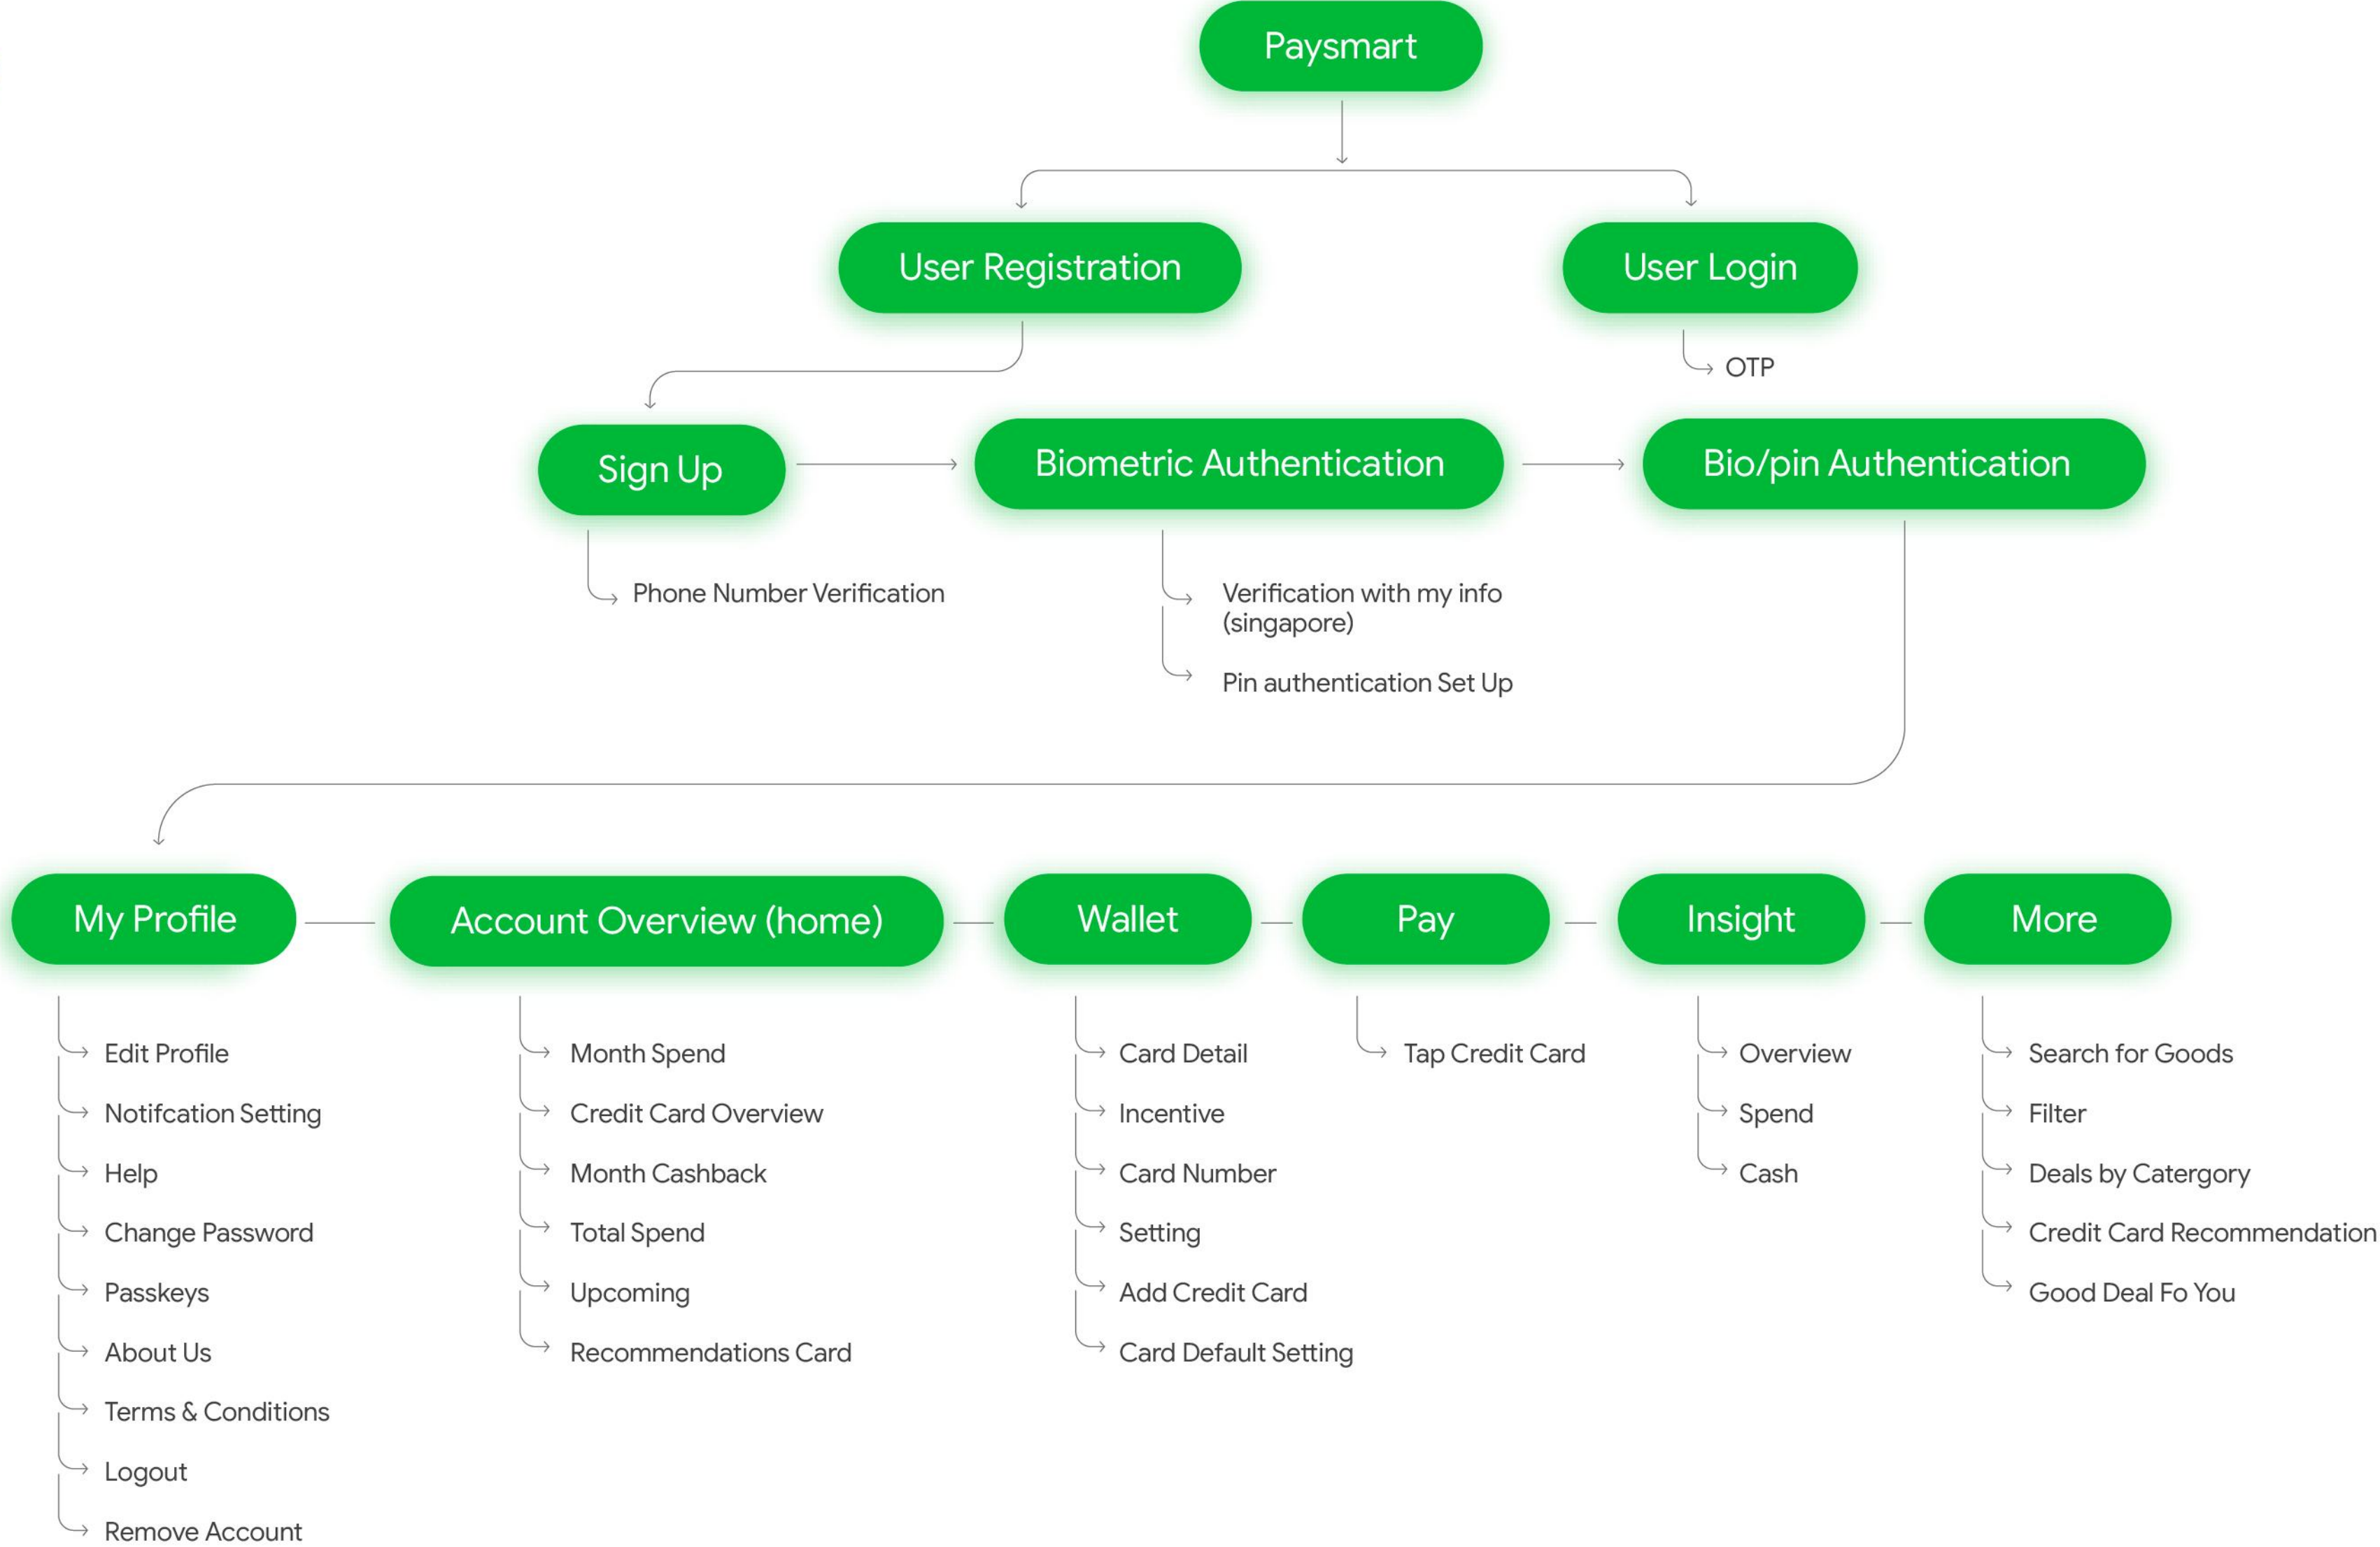 Paysmart
User Registration
User Login
OTP
Sign Up
Biometric Authentication
Bio/pin Authentication
Phone Number Verification
Verification with my info
(singapore)
Pin authentication Set Up
My Profile
Account Overview (home)
Wallet
Pay
Insight
More
Edit Profile
Notifcation Setting
Help
Change Password
Passkeys
About Us
Terms & Conditions
Logout
Remove Account
Month Spend
Credit Card Overview
Month Cashback
Total Spend
Upcoming
Recommendations Card
Card Detail
Incentive
Card Number
Setting
Add Credit Card
Card Default Setting
Tap Credit Card
Overview
Spend
Cash
Search for Goods
Filter
Deals by Catergory
Credit Card Recommendation
Good Deal Fo You